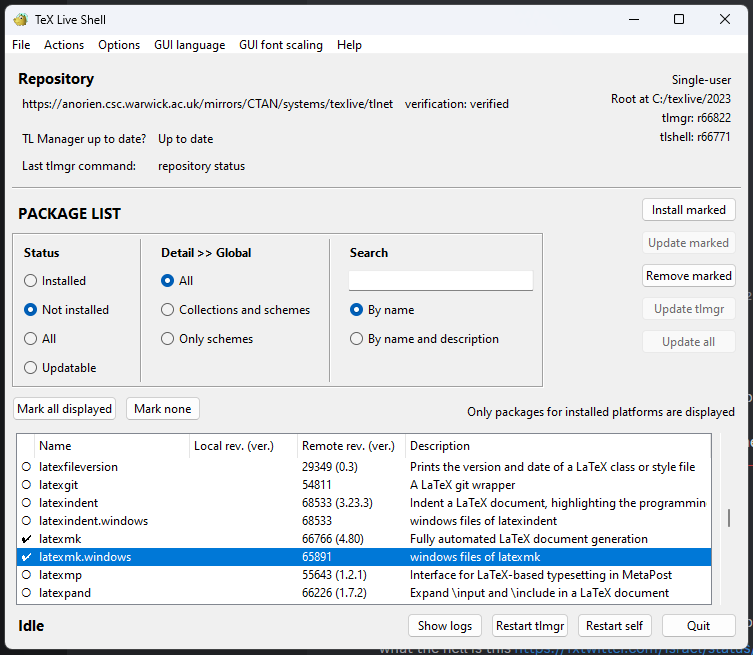 TeX Live Shell
File Actions Options GUI language GUI font scaling Help
Repository
Single-user
https://anorien.csc.warwick.ac.uk/mirrors/CTAN/systems/texlive/tlnet verification: verified
Root at C:/texlive/2023
tlmgr: r66822
TL Manager up to date? Up to date
tlshell: r66771
Last tlmgr command: repository status
PACKAGE LIST
Install marked
Update marked
Remove marked
Update tlmgr
Update all
Status
Installed
Not installed
All
Updatable
Detail >> Global
All
Collections and schemes
Only schemes
Search
By name
By name and description
Mark all displayed Mark none
Only packages for installed platforms are displayed
Name Local rev. (ver.) Remote rev. (ver.) Description
latexfileversion 29349 (0.3) Prints the version and date of a LaTeX class or style file
latexgit 54811 A LaTeX git wrapper
latexindent 68533 (3.23.3) Indent a LaTeX document, highlighting the programmin
latexindent.windows 68533 windows files of latexindent
latexmk 66766 (4.80) Fully automated LaTeX document generation
latexmk.windows 65891 windows files of latexmk
latexmp 55643 (1.2.1) Interface for LaTeX-based typesetting in MetaPost
latexpand 66226 (1.7.2) Expand \input and \include in a LaTeX document
Idle
Show logs Restart tlmgr Restart self Quit
what the hell is this